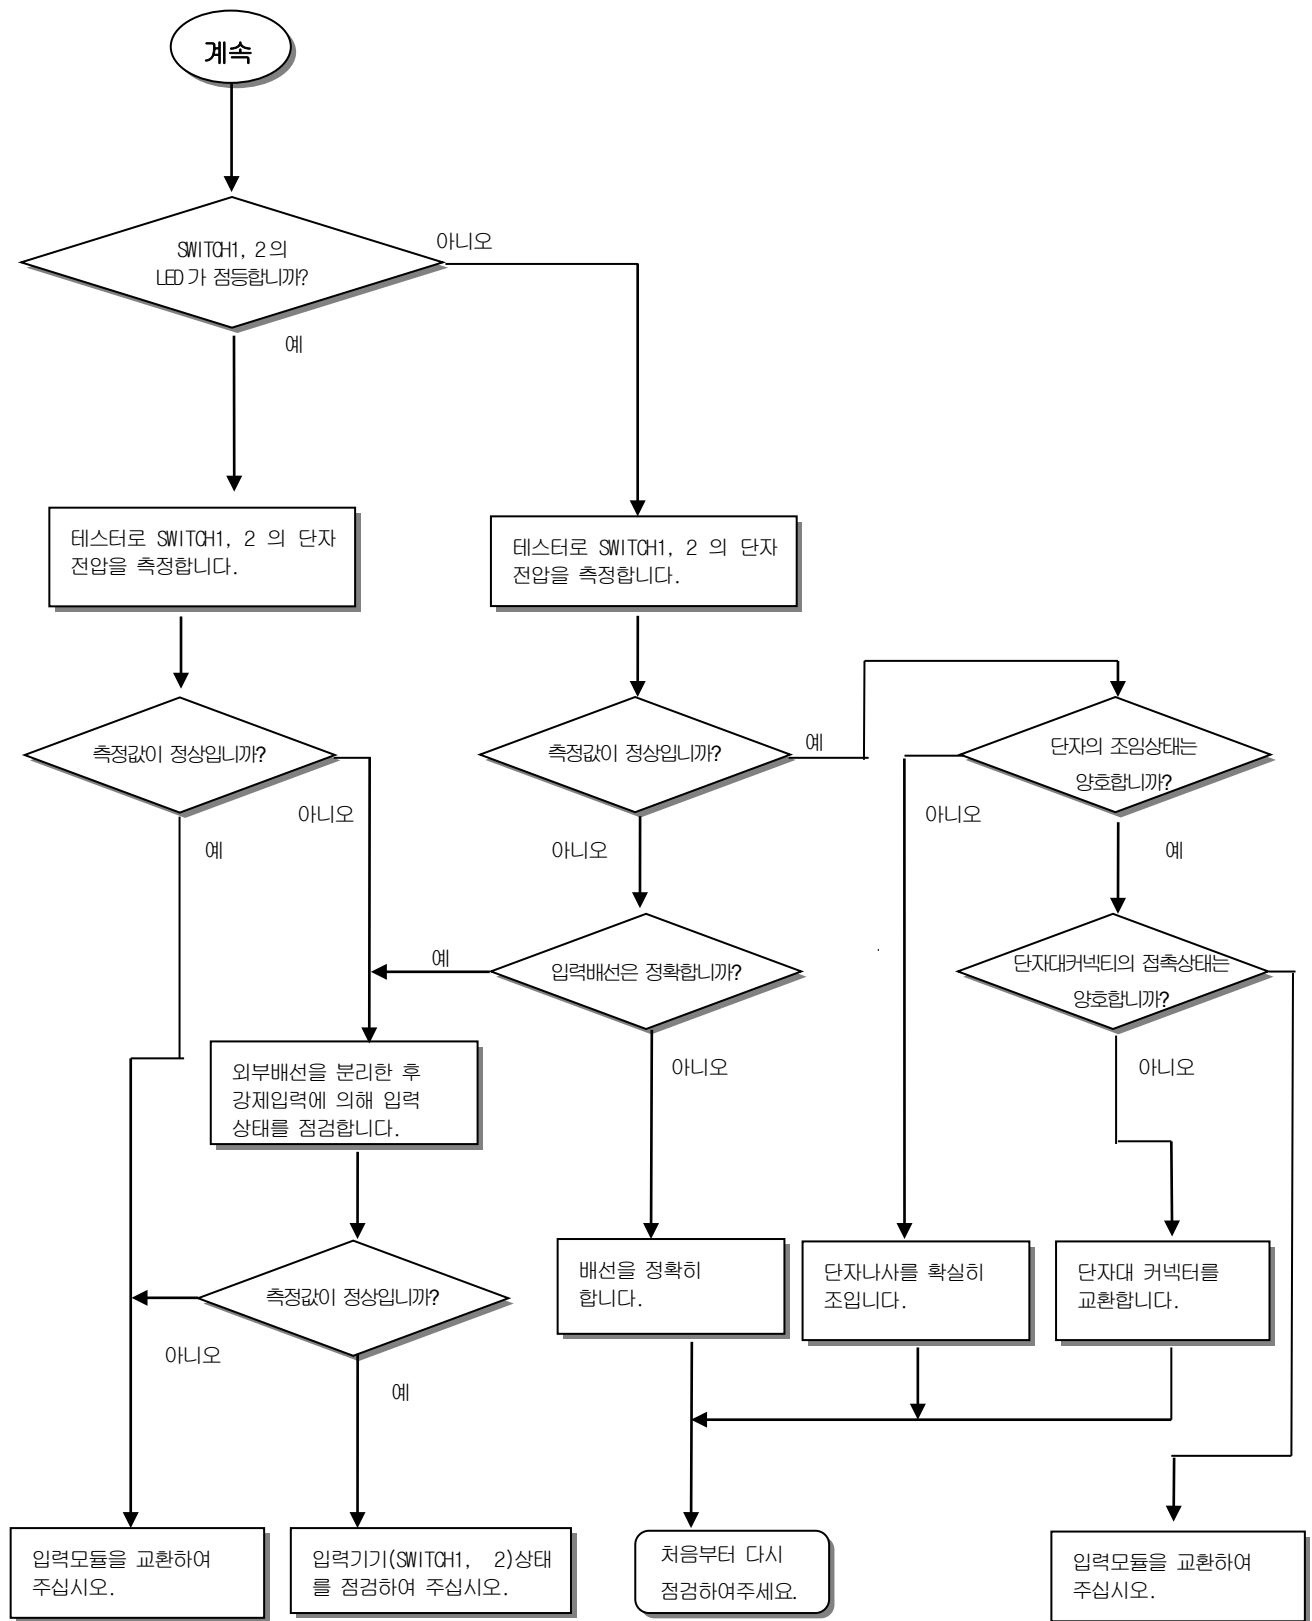 계속
SWITCH1, 2의
LED가 점등합니까?
아니오
예
테스터로 SWITCH1, 2 의 단자
전압을 측정합니다.
테스터로 SWITCH1, 2 의 단자
전압을 측정합니다.
측정값이 정상입니까?
아니오
예
측정값이 정상입니까?
예
아니오
단자의 조임상태는
양호합니까?
아니오
예
입력배선은 정확합니까?
예
아니오
단자대커넥티의 접촉상태는
양호합니까?
아니오
외부배선을 분리한 후
강제입력에 의해 입력
상태를 점검합니다.
측정값이 정상입니까?
아니오
예
배선을 정확히
합니다.
단자나사를 확실히
조입니다.
단자대 커넥터를
교환합니다.
입력모듈을 교환하여
주십시오.
입력기기(SWITCH1, 2)상태
를 점검하여 주십시오.
처음부터 다시
점검하여주세요.
입력모듈을 교환하여
주십시오.